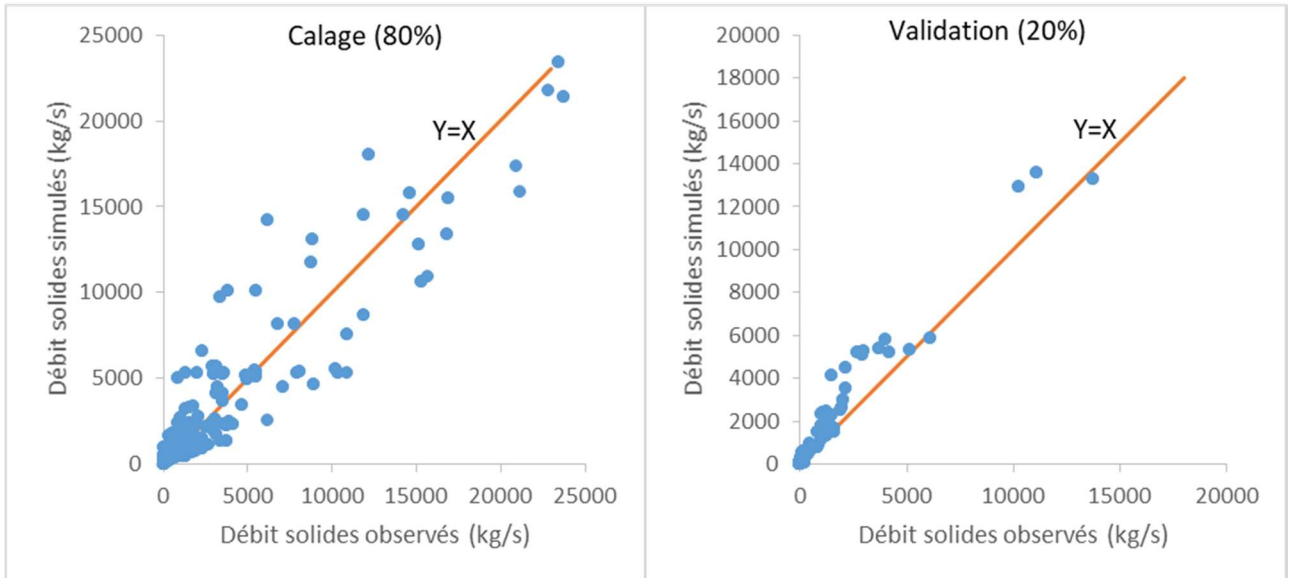 Calage (80%)
25000
20000
15000
10000
5000
0
Y=X
Débit solides simulés (kg/s)
0 5000 10000 15000 20000 25000
Débit solides observés (kg/s)
Validation (20%)
20000
18000
16000
14000
12000
10000
8000
6000
4000
2000
0
Y=X
Débit solides simulés (kg/s)
0 5000 10000 15000 20000
Débit solides observés (kg/s)